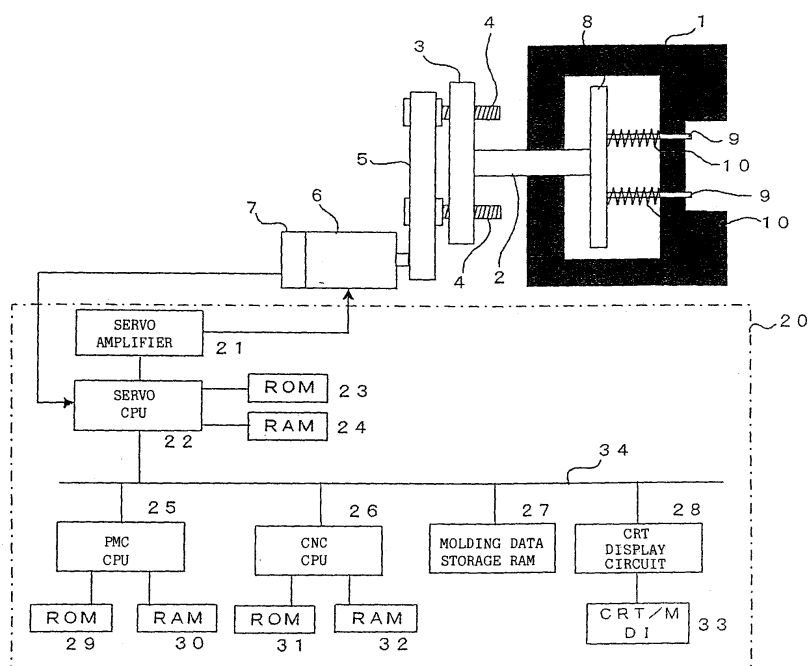 8
1
3
4
5
9
10
7
6
9
10
4
2
20
SERVO
AMPLIFIER
21
SERVO
CPU
22
ROM
23
RAM
24
34
25
26
27
28
PMC
CPU
CNC
CPU
MOLDING DATA
STORAGE RAM
CRT
DISPLAY
CIRCUIT
ROM
29
RAM
30
ROM
31
RAM
32
CRT/M
DI
33